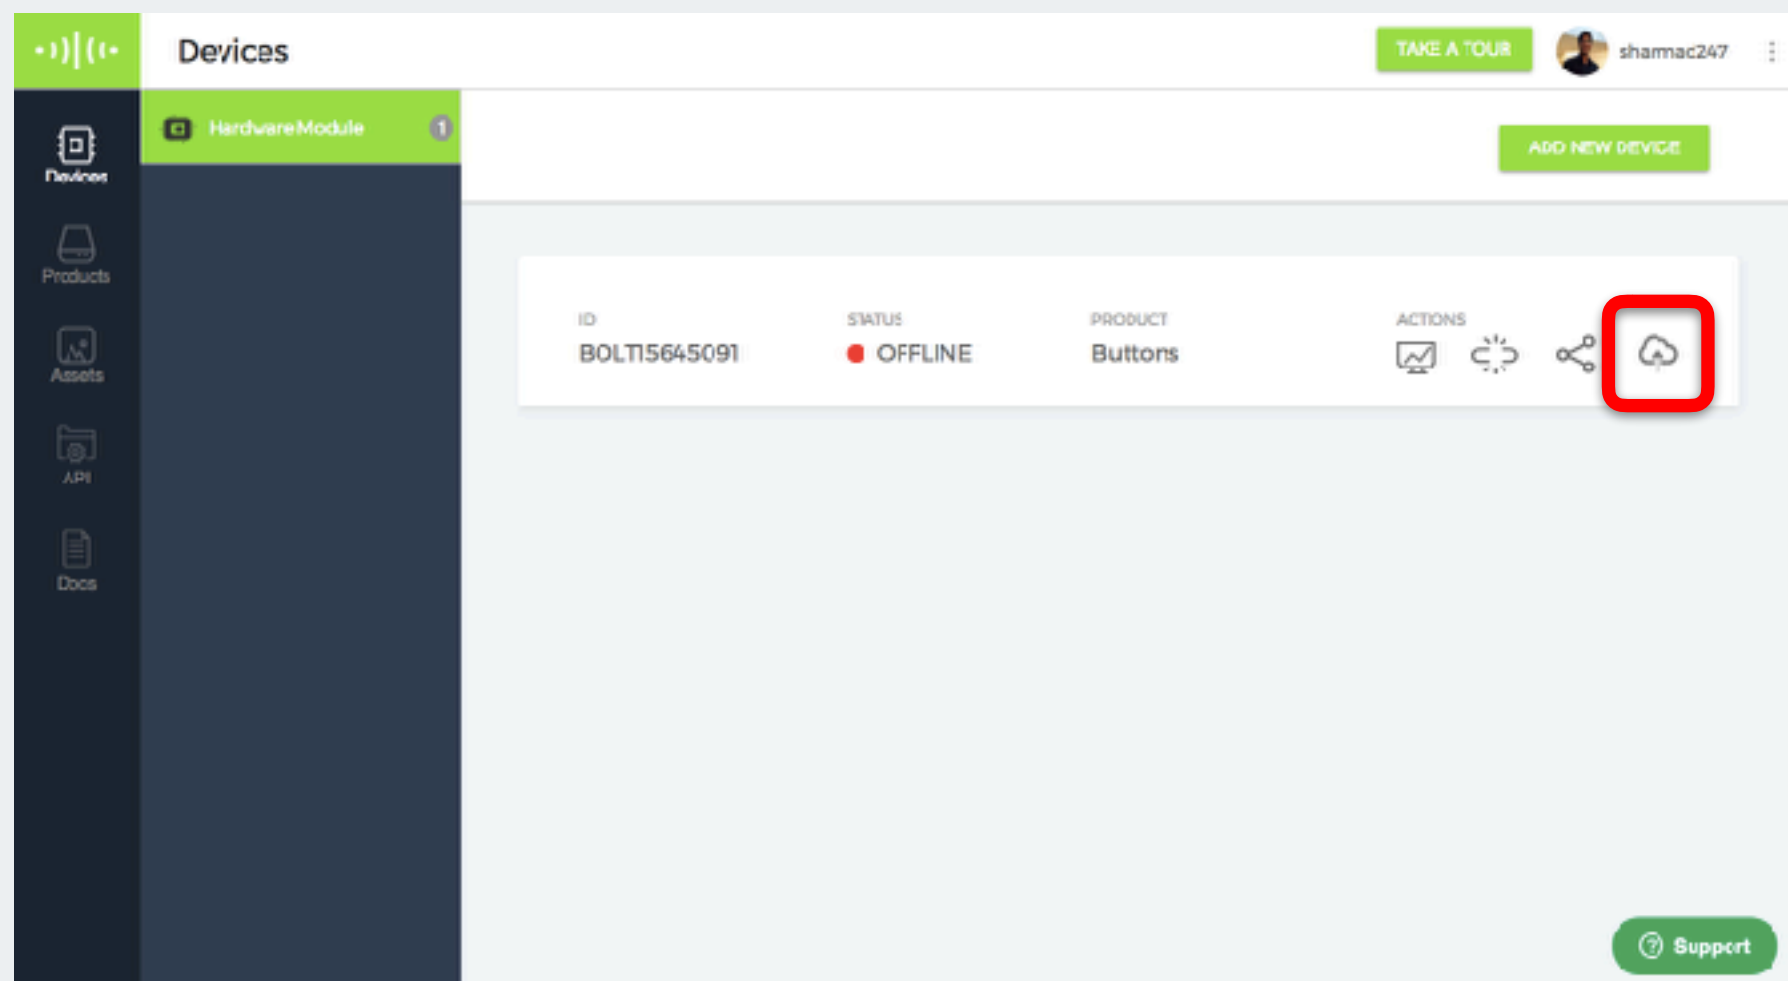 Devices
TAKE A TOUR
sharmac247
HardwareModule 1
ADD NEW DEVICE
Devices
Products
Assets
API
Docs
ID STATUS PRODUCT ACTIONS
BOLT15645091 OFFLINE Buttons
Support